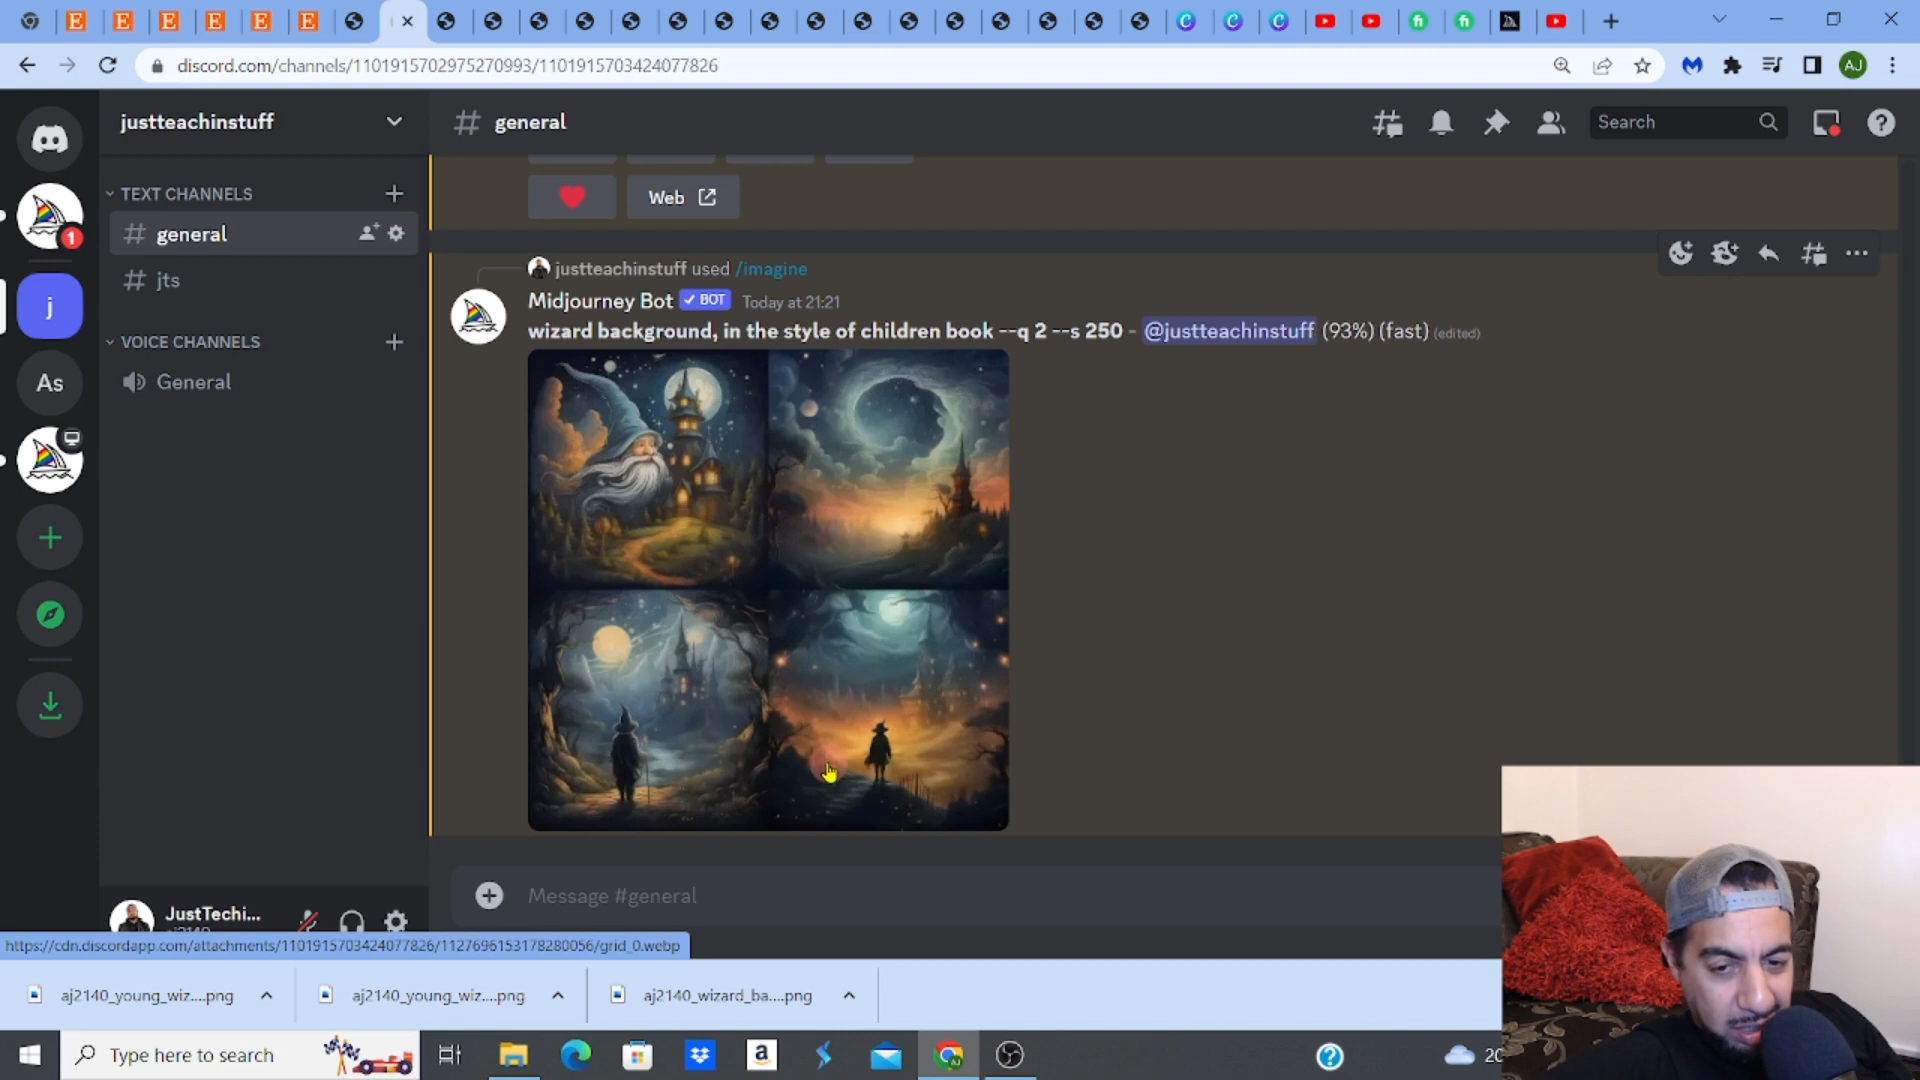 discord.com/channels/1101915702975270993/1101915703424077826
AJ
justteachinstuff
general
Search
TEXT CHANNELS
general
jts
VOICE CHANNELS
General
1
j
As
Web
justteachinstuff used /imagine
Midjourney Bot ✓ BOT Today at 21:21
wizard background, in the style of children book --q 2 --s 250 - @justteachinstuff (93%) (fast) (edited)
Message #general
JustTechi...
https://cdn.discordapp.com/attachments/1101915703424077826/1127696153178280056/grid_0.webp
aj2140_young_wiz....png
aj2140_young_wiz....png
aj2140_wizard_ba....png
Type here to search
20